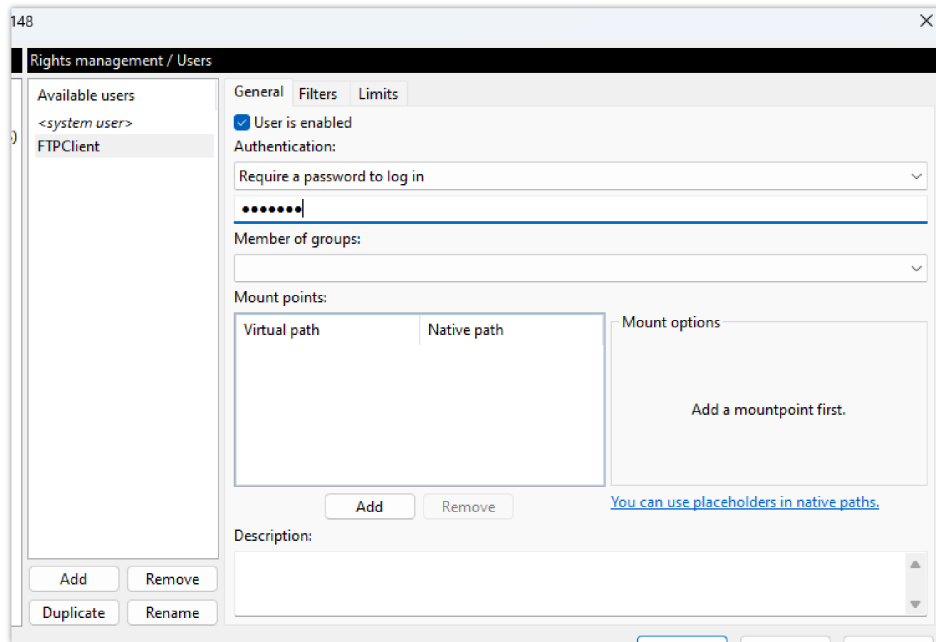 148
Rights management / Users
Available users
<system user>
FTPClient
Add
Remove
Duplicate
Rename
General
Filters
Limits
User is enabled
Authentication:
Require a password to log in
•••••••
Member of groups:
Mount points:
Virtual path
Native path
Add
Remove
Mount options
Add a mountpoint first.
You can use placeholders in native paths.
Description: